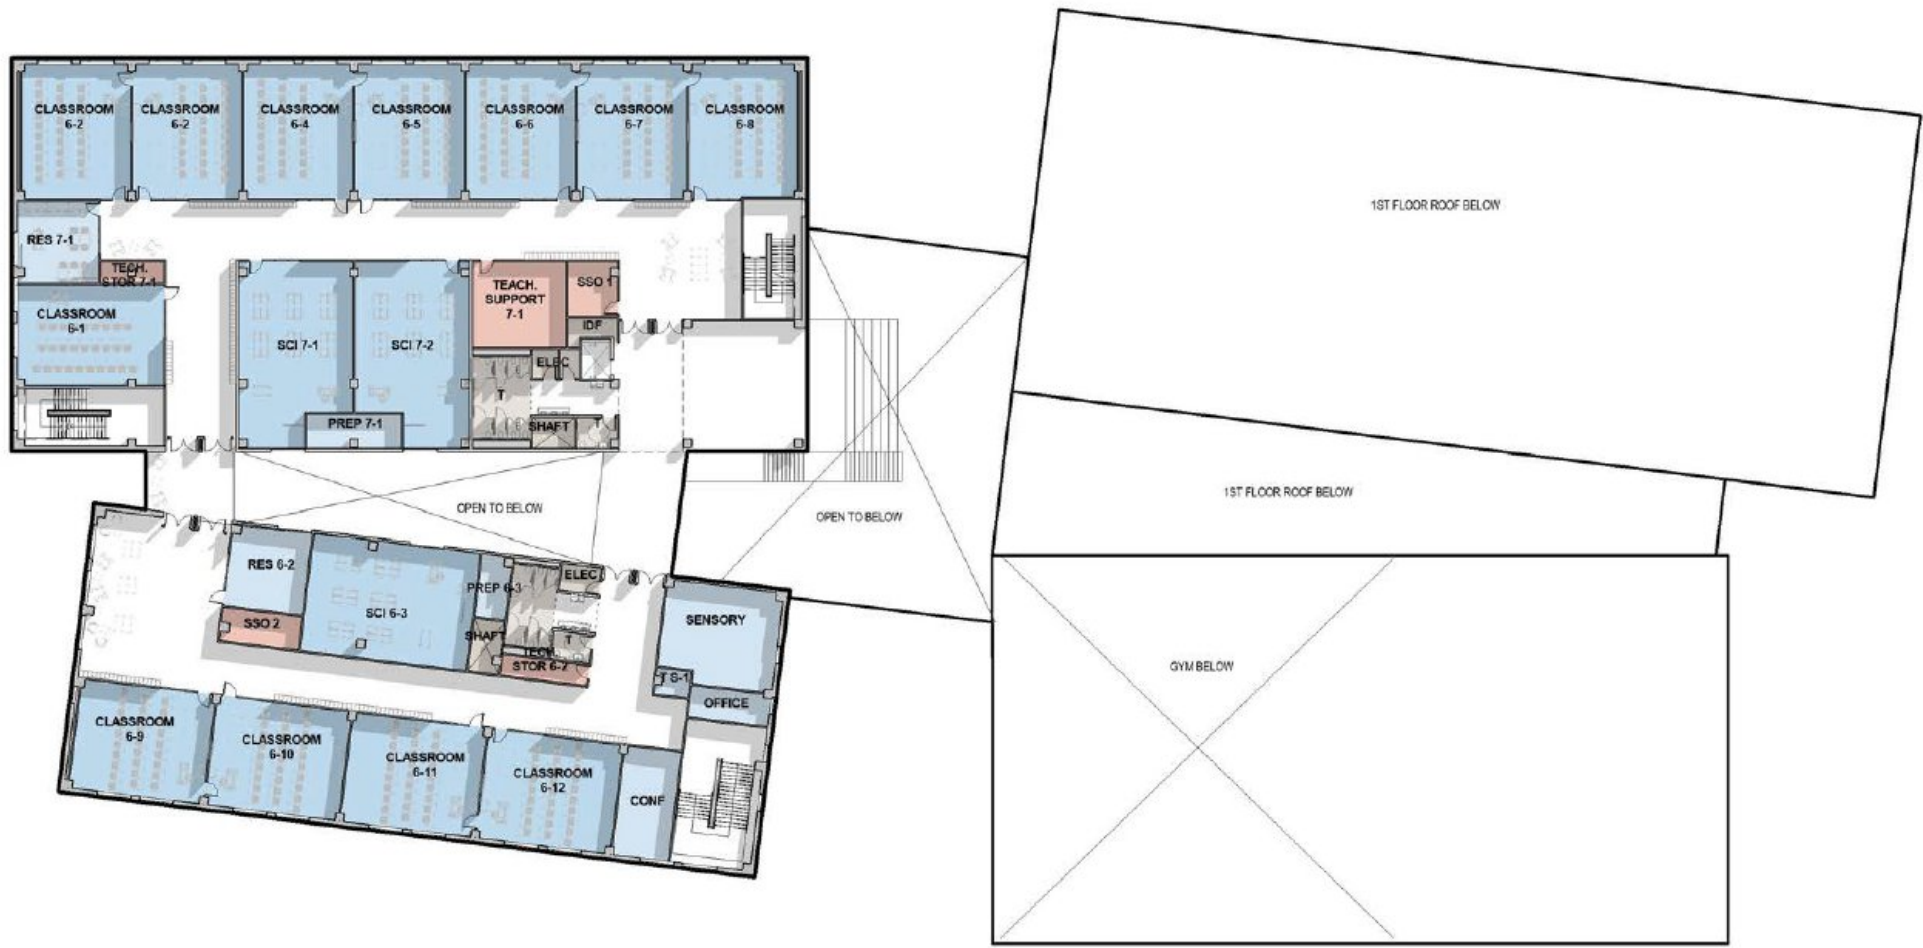 CLASSROOM
6-2
CLASSROOM
6-2
CLASSROOM
6-4
CLASSROOM
6-5
CLASSROOM
6-6
CLASSROOM
6-7
CLASSROOM
6-8
1ST FLOOR ROOF BELOW
RES 7-1
TECH.
STOR 7-1
CLASSROOM
6-1
SCI 7-1
SCI 7-2
PREP 7-1
TEACH.
SUPPORT
7-1
SSO 1
IDF
ELEC
T
SHAFT
T
OPEN TO BELOW
OPEN TO BELOW
1ST FLOOR ROOF BELOW
RES 6-2
SSO 2
SCI 6-3
PREP 6-3
SHAFT
ELEC
T
TECH.
STOR 6-2
SENSORY
T S-1
OFFICE
GYM BELOW
CLASSROOM
6-9
CLASSROOM
6-10
CLASSROOM
6-11
CLASSROOM
6-12
CONF